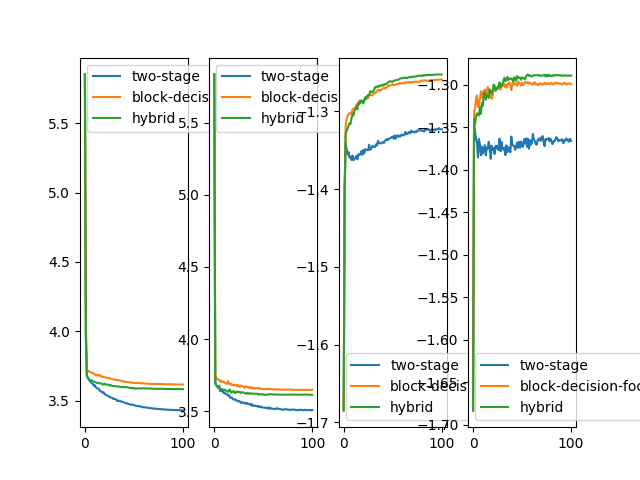 two-stage
block-decis
hybrid
5.5
5.0
4.5
4.0
3.5
0 100
two-stage
block-decis
hybrid
5.5
5.0
4.5
4.0
3.5
0 100
−1.3
−1.4
−1.5
−1.6
−1.7
two-stage
block-decis
hybrid
0 100
−1.30
−1.35
−1.40
−1.45
−1.50
−1.55
−1.60
−1.65
−1.70
two-stage
block-decision-foc
hybrid
0 100